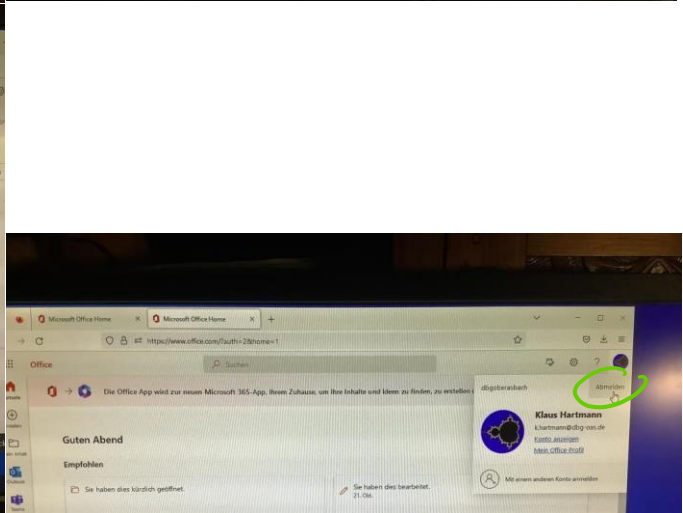 Microsoft Office Home
Microsoft Office Home
https://www.office.com/?auth=2&home=1
Office
Suchen
?
Die Office App wird zur neuen Microsoft 365-App, Ihrem Zuhause, um Ihre Inhalte und Ideen zu finden, zu erstellen
dbgoberasbach
Abmelden
Klaus Hartmann
k.hartmann@dbg-oas.de
Konto anzeigen
Mein Office-Profil
Mit einem anderen Konto anmelden
Guten Abend
Empfohlen
Sie haben dies kürzlich geöffnet.
Sie haben dies bearbeitet.
21. Okt.
Outlook
Teams